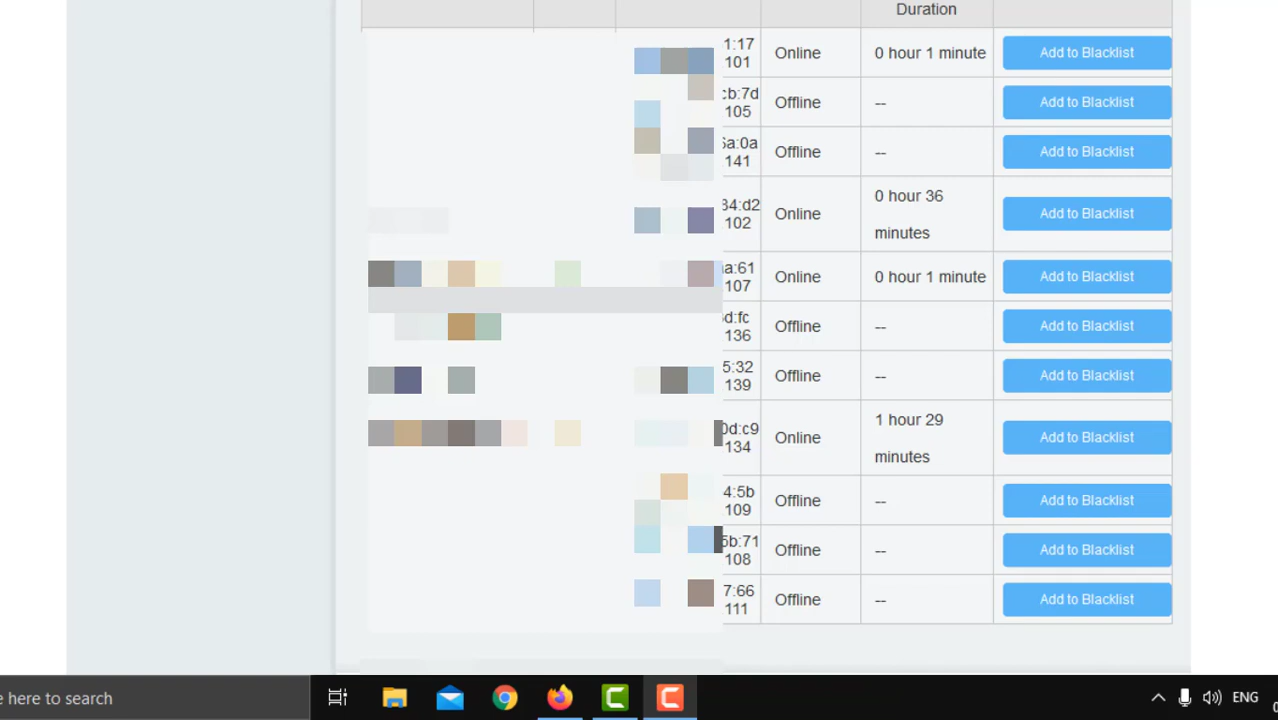 Duration
1:17
101
Online
0 hour 1 minute
Add to Blacklist
cb:7d
105
Offline
--
Add to Blacklist
6a:0a
141
Offline
--
Add to Blacklist
84:d2
102
Online
0 hour 36
minutes
Add to Blacklist
aa:61
107
Online
0 hour 1 minute
Add to Blacklist
d:fc
136
Offline
--
Add to Blacklist
5:32
139
Offline
--
Add to Blacklist
0d:c9
134
Online
1 hour 29
minutes
Add to Blacklist
4:5b
109
Offline
--
Add to Blacklist
5b:71
108
Offline
--
Add to Blacklist
7:66
111
Offline
--
Add to Blacklist
e here to search
ENG